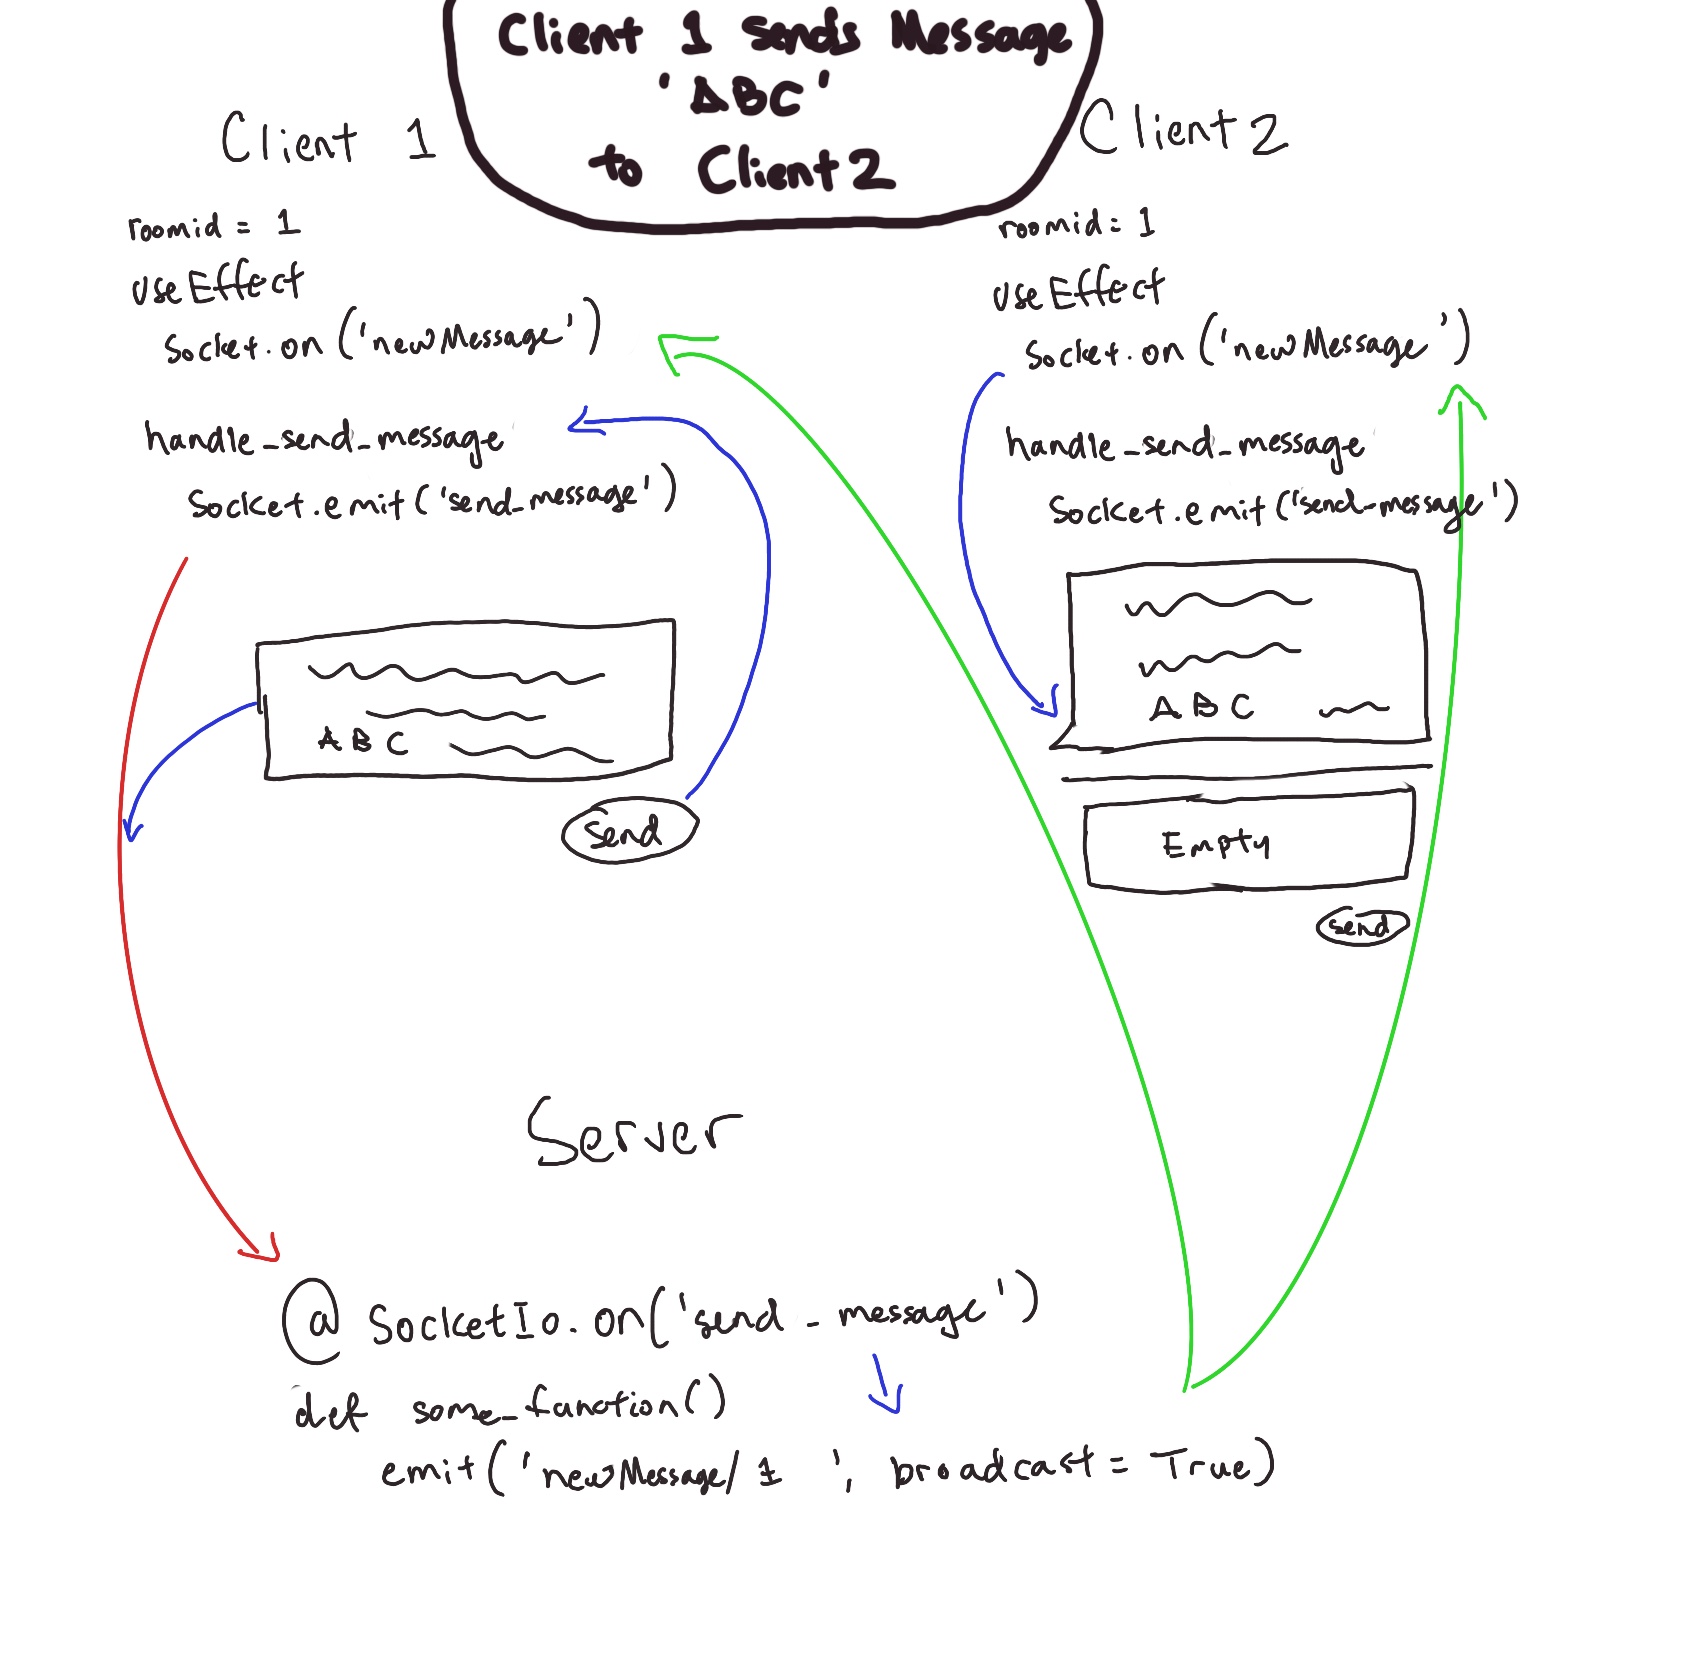 Client 1 Sends Message
'ABC'
to Client 2
Client 1
roomid = 1
useEffect
Socket.on('newMessage')
handle_send_message
Socket.emit('send_message')
ABC
Send
Client 2
roomid: 1
useEffect
Socket.on('newMessage')
handle_send_message
Socket.emit('send-message')
ABC
Empty
send
Server
@SocketIo.on('send_message')
def some_function()
emit('newMessage/1', broadcast = True)